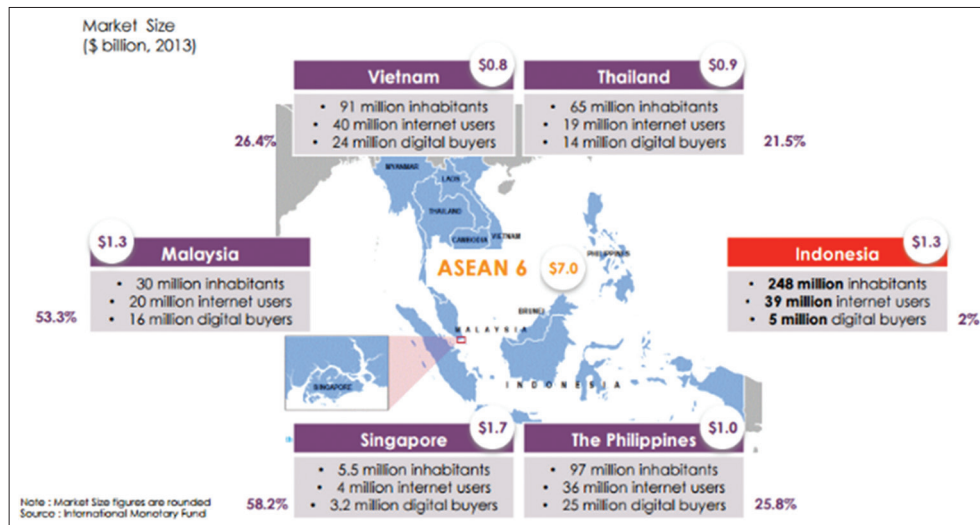 Market Size
($ billion, 2013)
$0.8
Vietnam
• 91 million inhabitants
• 40 million internet users
• 24 million digital buyers
26.4%
$0.9
Thailand
• 65 million inhabitants
• 19 million internet users
• 14 million digital buyers
21.5%
MYANMAR
LAOS
THAILAND
CAMBODIA
VIETNAM
PHILIPPINES
$1.3
Malaysia
• 30 million inhabitants
• 20 million internet users
• 16 million digital buyers
53.3%
ASEAN 6
$7.0
$1.3
Indonesia
• 248 million inhabitants
• 39 million internet users
• 5 million digital buyers
2%
BRUNEI
MALAYSIA
SINGAPORE
INDONESIA
$1.7
Singapore
• 5.5 million inhabitants
• 4 million internet users
• 3.2 million digital buyers
58.2%
$1.0
The Philippines
• 97 million inhabitants
• 36 million internet users
• 25 million digital buyers
25.8%
Note : Market Size figures are rounded
Source : International Monetary Fund